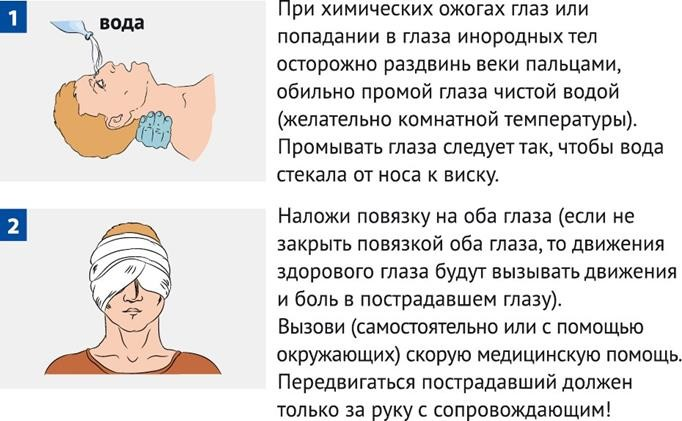 1
вода
При химических ожогах глаз или
попадании в глаза инородных тел
осторожно раздвинь веки пальцами,
обильно промой глаза чистой водой
(желательно комнатной температуры).
Промывать глаза следует так, чтобы вода
стекала от носа к виску.
2
Наложи повязку на оба глаза (если не
закрыть повязкой оба глаза, то движения
здорового глаза будут вызывать движения
и боль в пострадавшем глазу).
Вызови (самостоятельно или с помощью
окружающих) скорую медицинскую помощь.
Передвигаться пострадавший должен
только за руку с сопровождающим!